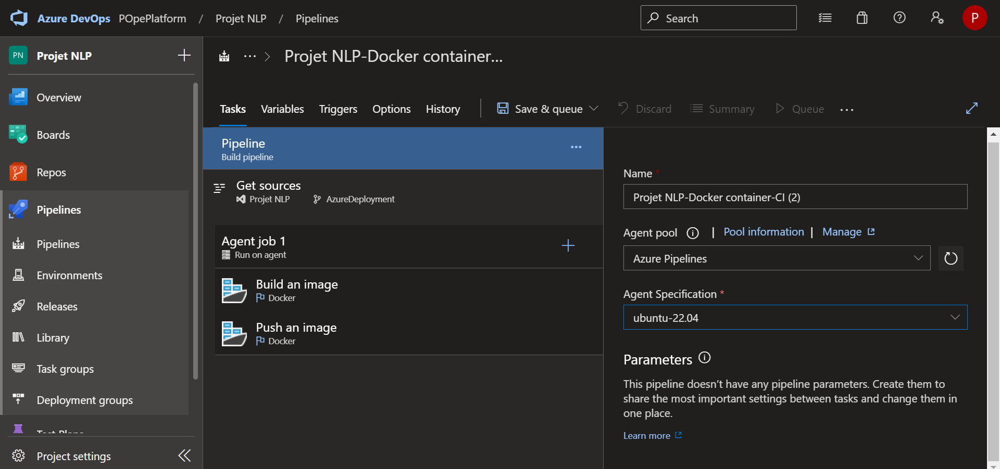 Azure DevOps POpePlatform / Projet NLP / Pipelines
Search
P
PN Projet NLP
Overview
Boards
Repos
Pipelines
Pipelines
Environments
Releases
Library
Task groups
Deployment groups
Test Plans
Project settings
Projet NLP-Docker container...
Tasks Variables Triggers Options History Save & queue Discard Summary Queue
Pipeline
Build pipeline
Get sources
Projet NLP AzureDeployment
Agent job 1
Run on agent
Build an image
Docker
Push an image
Docker
Name *
Projet NLP-Docker container-CI (2)
Agent pool | Pool information | Manage
Azure Pipelines
Agent Specification *
ubuntu-22.04
Parameters
This pipeline doesn't have any pipeline parameters. Create them to
share the most important settings between tasks and change them in
one place.
Learn more